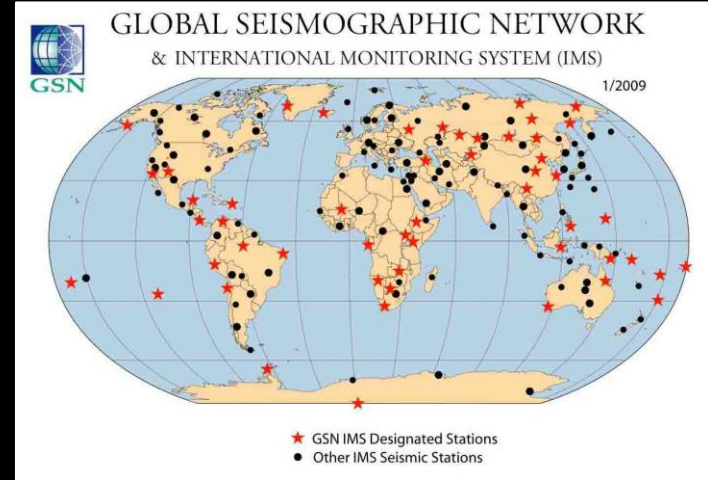 GLOBAL SEISMOGRAPHIC NETWORK
& INTERNATIONAL MONITORING SYSTEM (IMS)
GSN
1/2009
GSN IMS Designated Stations
Other IMS Seismic Stations